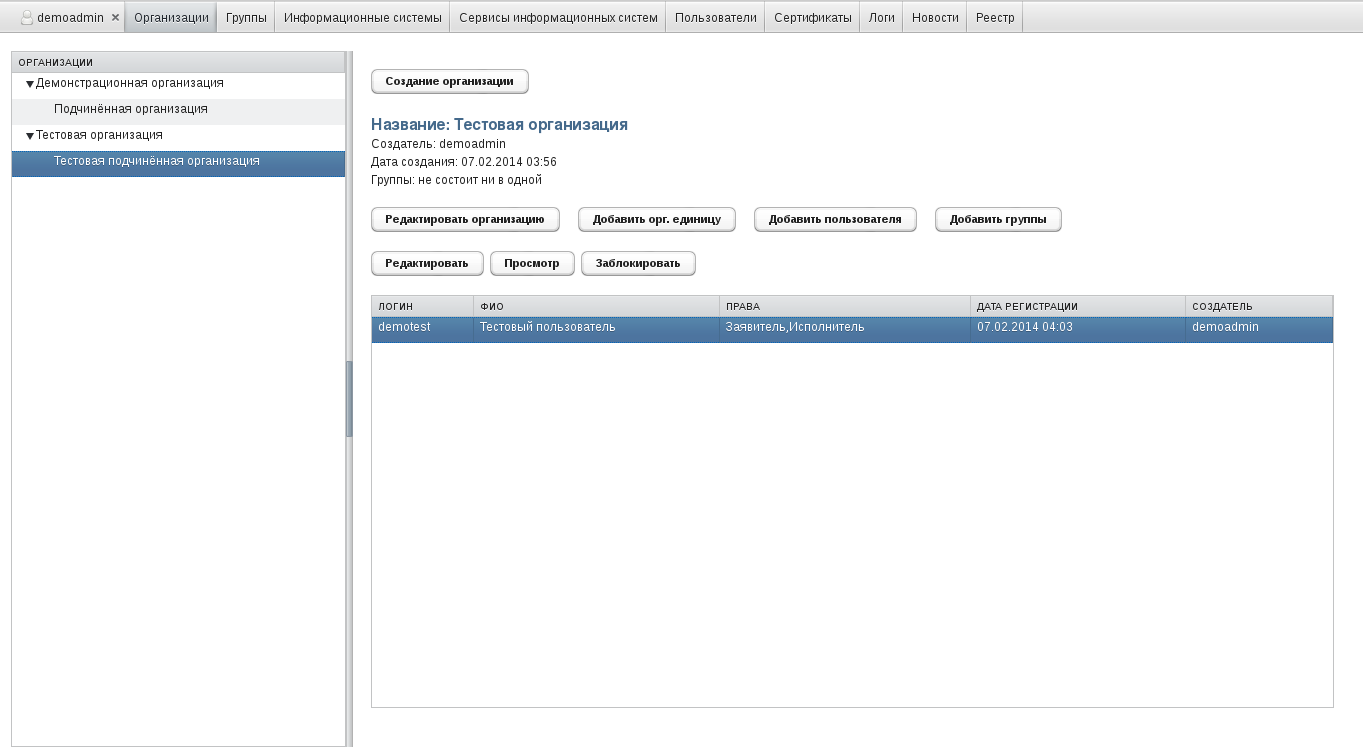 demoadmin × Организации Группы Информационные системы Сервисы информационных систем Пользователи Сертификаты Логи Новости Реестр
ОРГАНИЗАЦИИ
Демонстрационная организация
Подчинённая организация
Тестовая организация
Тестовая подчинённая организация
Создание организации
Название: Тестовая организация
Создатель: demoadmin
Дата создания: 07.02.2014 03:56
Группы: не состоит ни в одной
Редактировать организацию Добавить орг. единицу Добавить пользователя Добавить группы
Редактировать Просмотр Заблокировать
ЛОГИН ФИО ПРАВА ДАТА РЕГИСТРАЦИИ СОЗДАТЕЛЬ
demotest Тестовый пользователь Заявитель,Исполнитель 07.02.2014 04:03 demoadmin